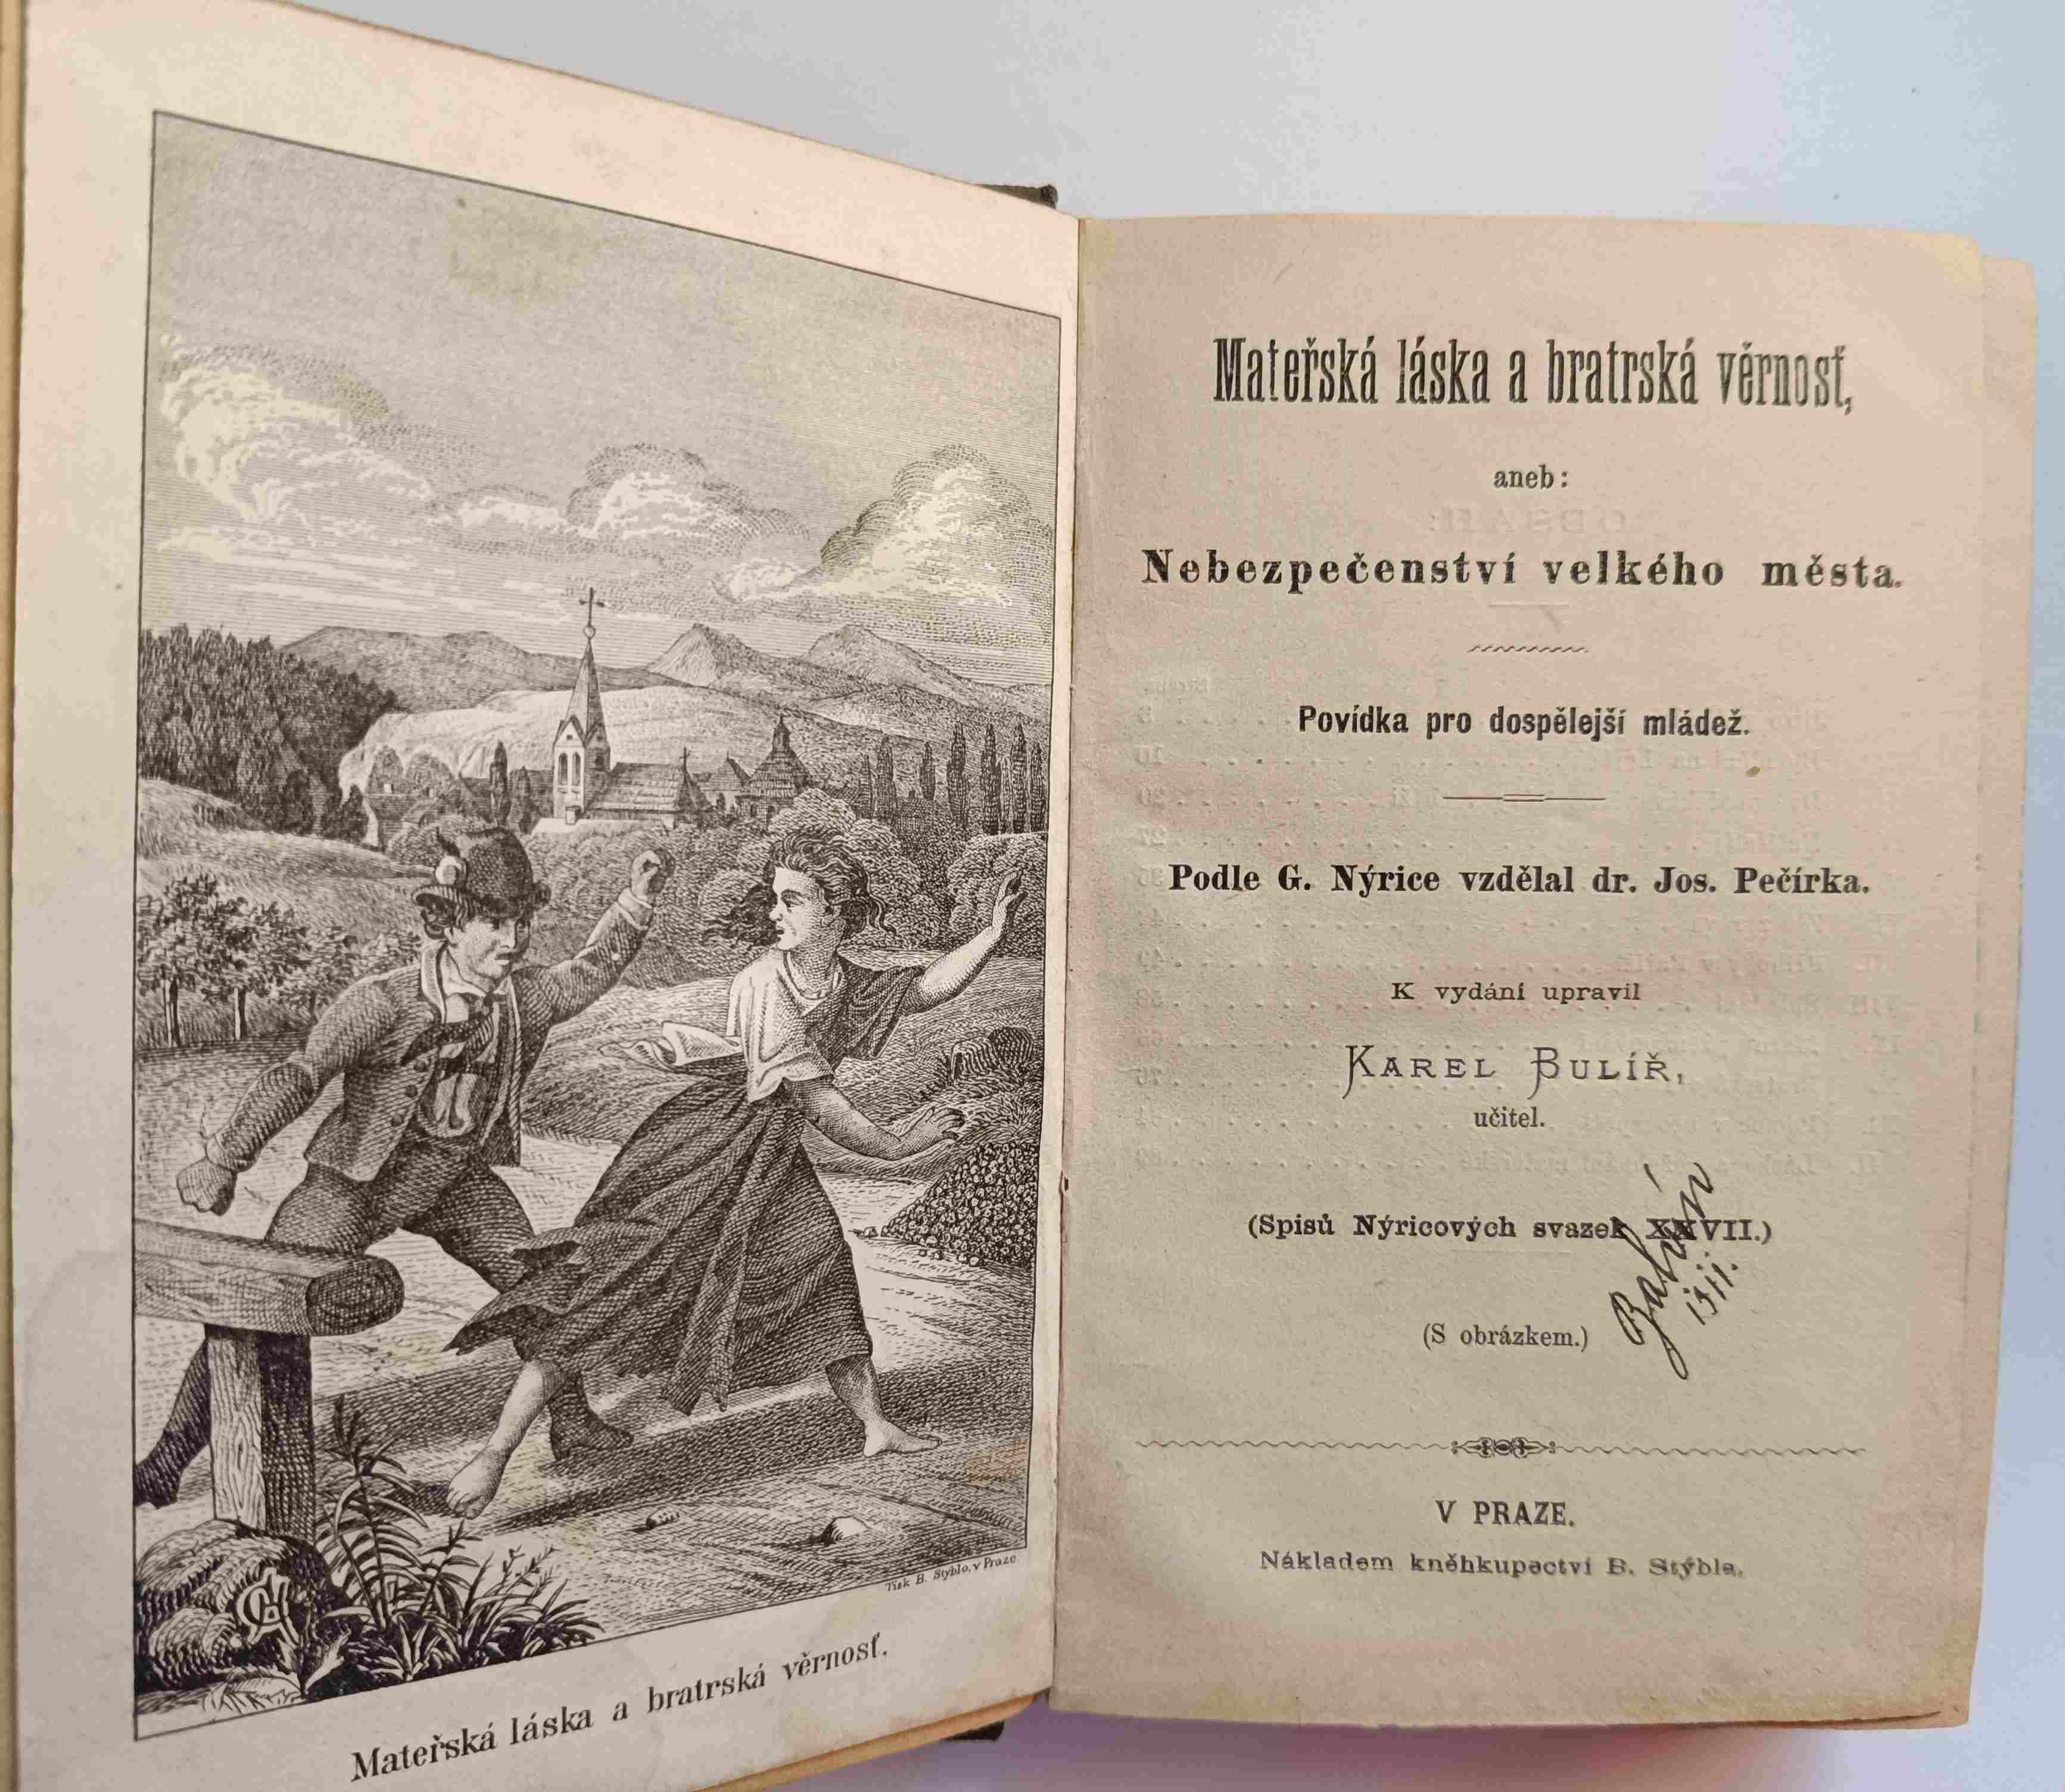 Tisk B. Stýblo, v Praze.
Mateřská láska a bratrská věrnosť.
Mateřská láska a bratrská věrnosť,
aneb:
Nebezpečenství velkého města.
Povídka pro dospělejší mládež.
Podle G. Nýrice vzdělal dr. Jos. Pečírka.
K vydání upravil
KAREL BULÍŘ,
učitel.
(Spisů Nýricových svazek XXVII.)
(S obrázkem.)
V PRAZE.
Nákladem kněhkupectví B. Stýbla.